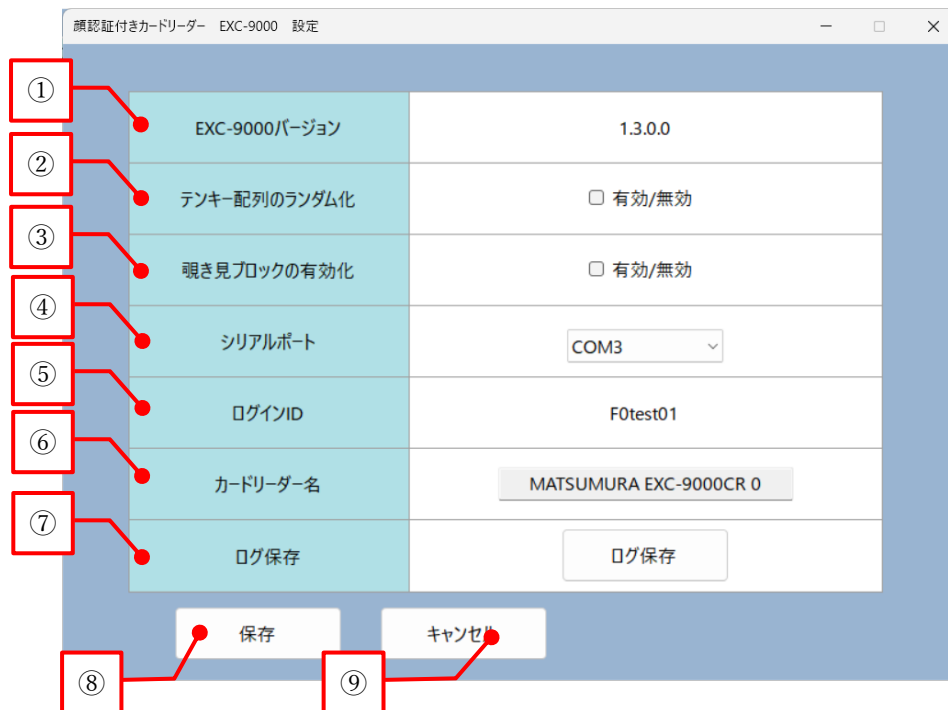 顔認証付きカードリーダー EXC-9000 設定
① EXC-9000バージョン 1.3.0.0
② テンキー配列のランダム化 有効/無効
③ 覗き見ブロックの有効化 有効/無効
④ シリアルポート COM3
⑤ ログインID F0test01
⑥ カードリーダー名 MATSUMURA EXC-9000CR 0
⑦ ログ保存 ログ保存
保存 キャンセル
⑧ ⑨